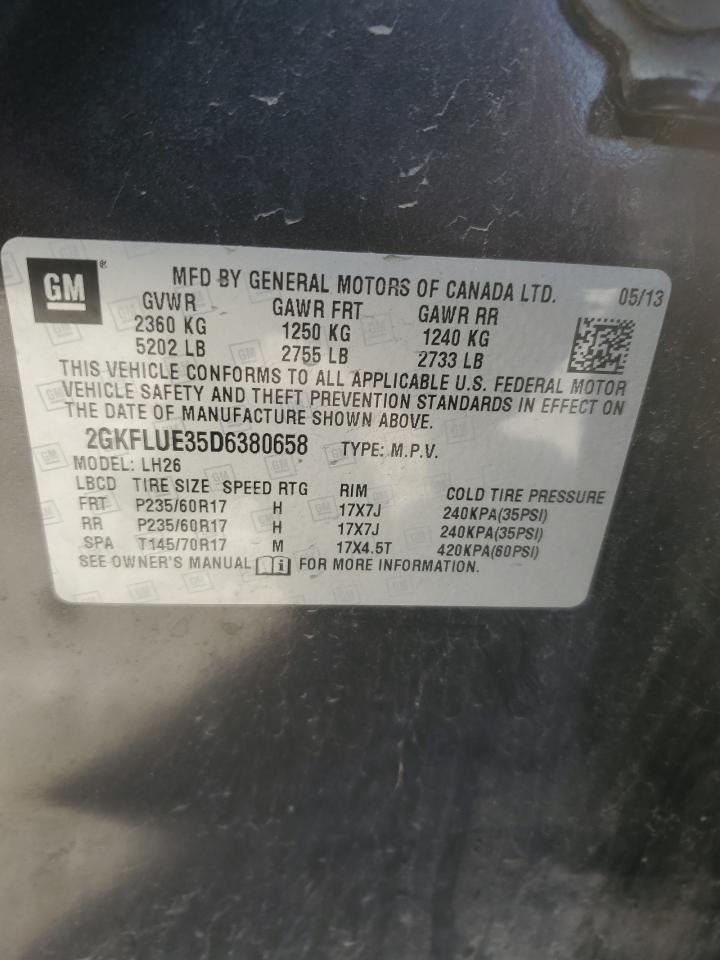 GM®
MFD BY GENERAL MOTORS OF CANADA LTD. 05/13
GVWR GAWR FRT GAWR RR
2360 KG 1250 KG 1240 KG
5202 LB 2755 LB 2733 LB
THIS VEHICLE CONFORMS TO ALL APPLICABLE U.S. FEDERAL MOTOR
VEHICLE SAFETY AND THEFT PREVENTION STANDARDS IN EFFECT ON
THE DATE OF MANUFACTURE SHOWN ABOVE.
2GKFLUE35D6380658 TYPE: M.P.V.
MODEL: LH26
LBCD TIRE SIZE SPEED RTG RIM COLD TIRE PRESSURE
FRT P235/60R17 H 17X7J 240KPA(35PSI)
RR P235/60R17 H 17X7J 240KPA(35PSI)
SPA T145/70R17 M 17X4.5T 420KPA(60PSI)
SEE OWNER'S MANUAL i FOR MORE INFORMATION.